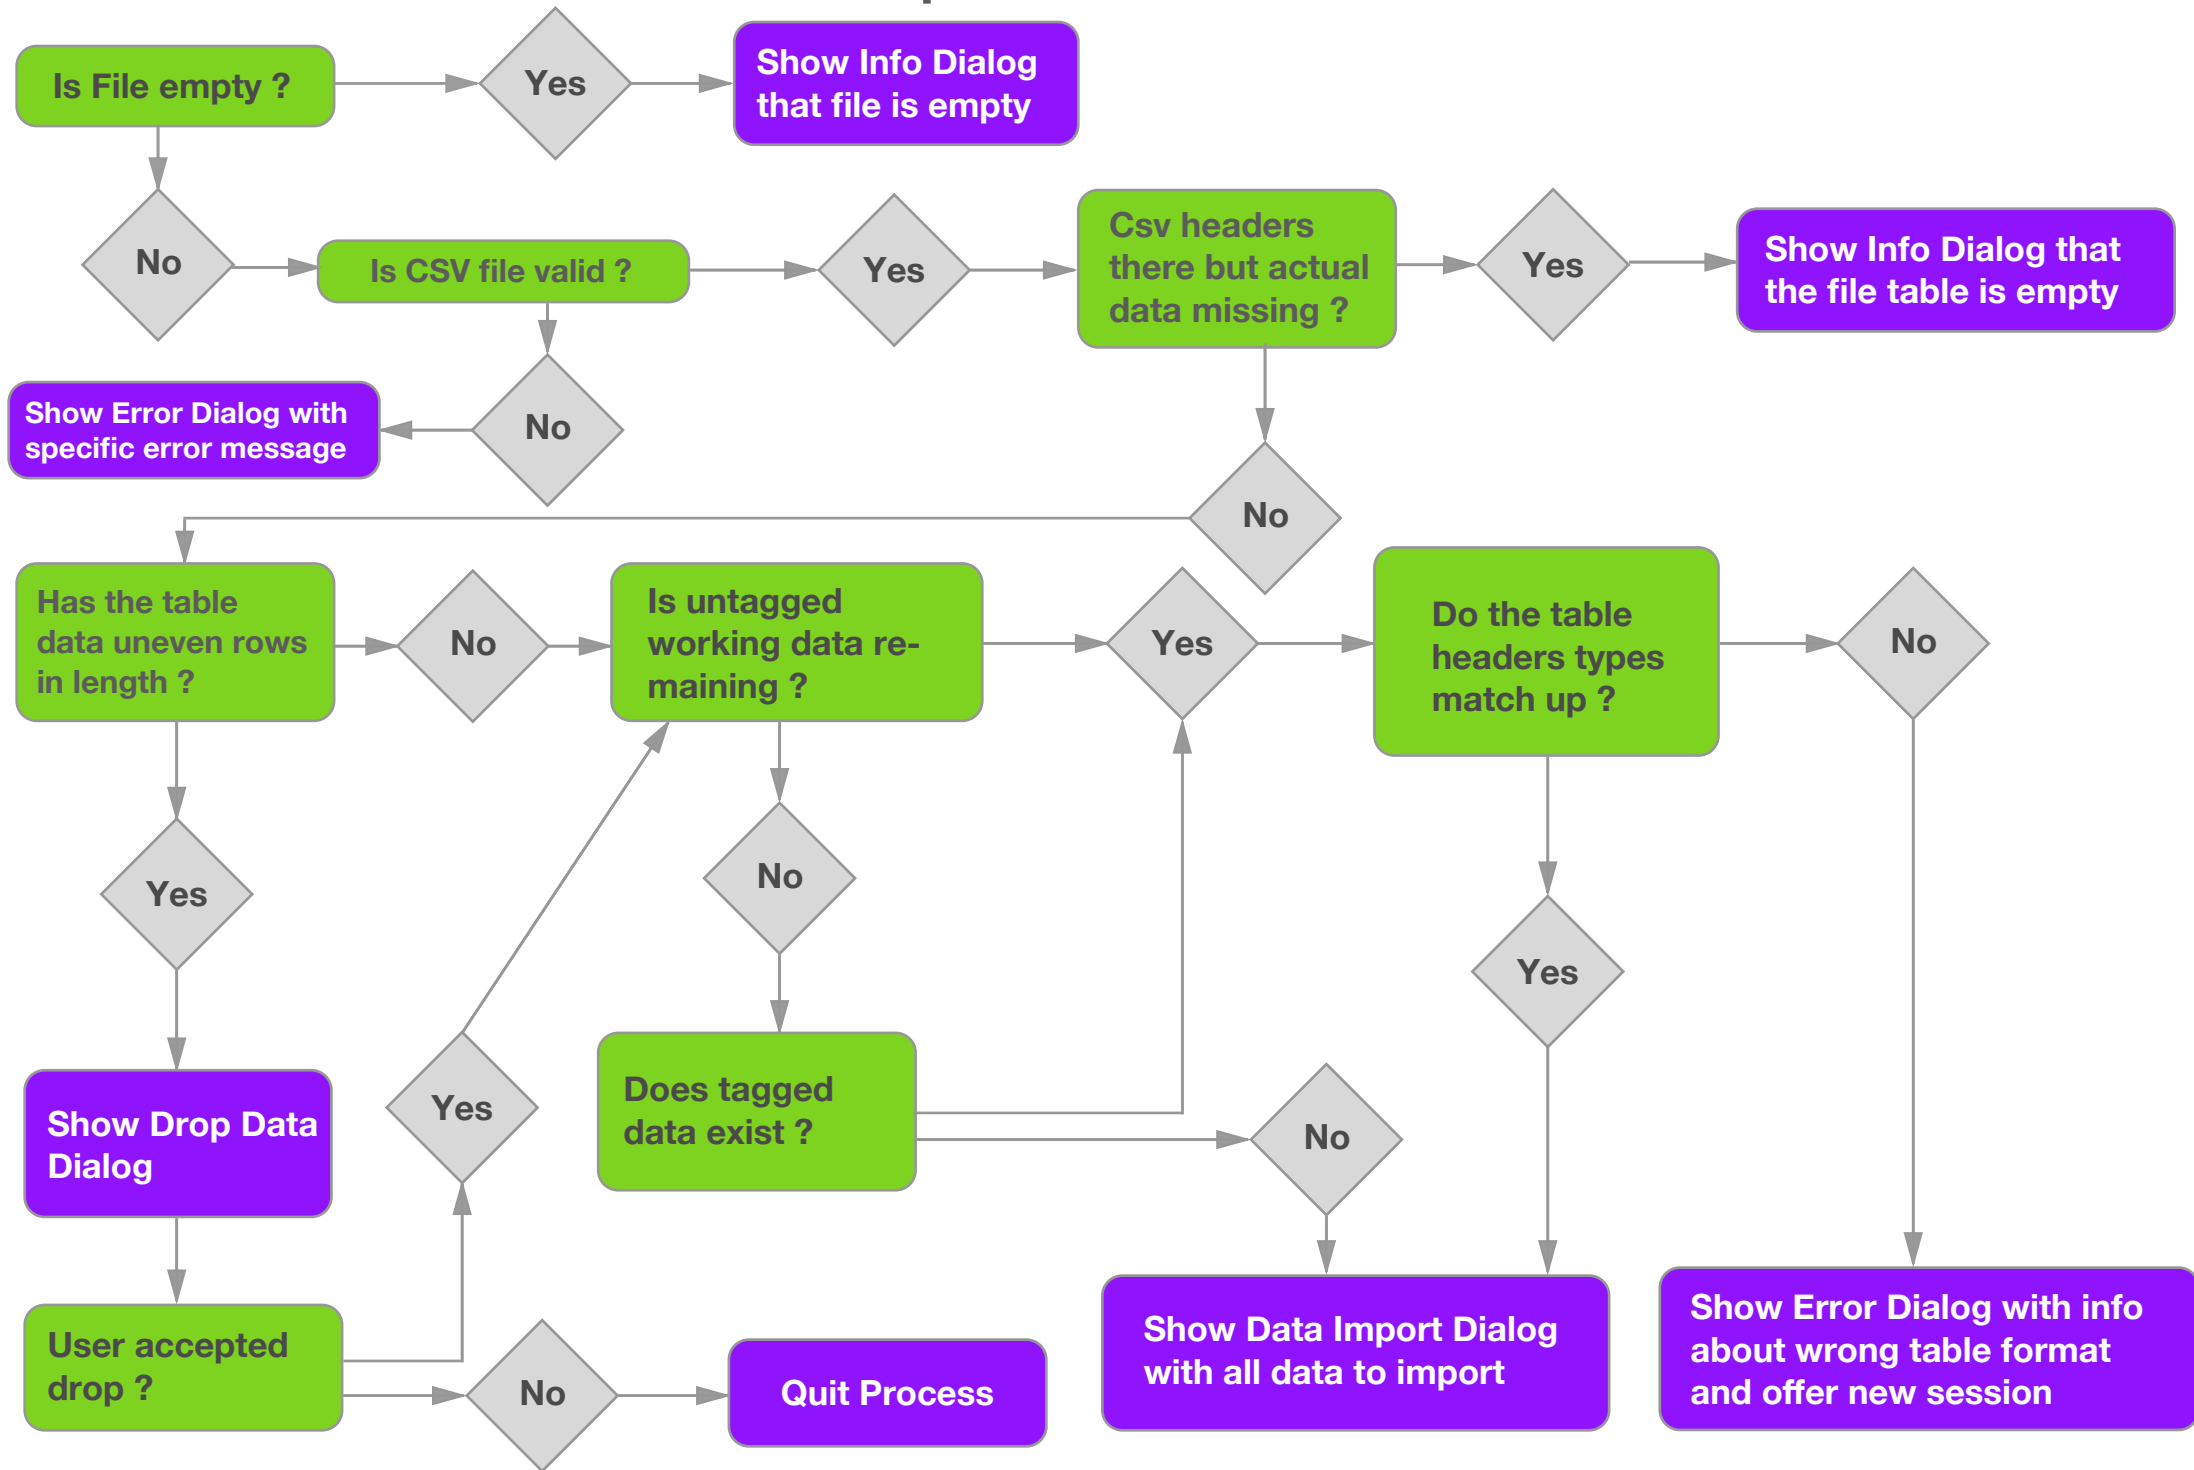 Is File empty ?
Yes
Show Info Dialog
that file is empty
No
Is CSV file valid ?
Yes
Csv headers
there but actual
data missing ?
Yes
Show Info Dialog that
the file table is empty
Show Error Dialog with
specific error message
No
No
Has the table
data uneven rows
in length ?
No
Is untagged
working data re-
maining ?
Yes
Do the table
headers types
match up ?
No
Yes
No
Yes
Show Drop Data
Dialog
Yes
Does tagged
data exist ?
No
User accepted
drop ?
No
Quit Process
Show Data Import Dialog
with all data to import
Show Error Dialog with info
about wrong table format
and offer new session